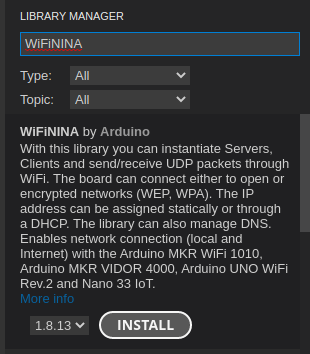 LIBRARY MANAGER
WiFiNINA
Type: All
Topic: All
WiFiNINA by Arduino
With this library you can instantiate Servers,
Clients and send/receive UDP packets through
WiFi. The board can connect either to open or
encrypted networks (WEP, WPA). The IP
address can be assigned statically or through
a DHCP. The library can also manage DNS.
Enables network connection (local and
Internet) with the Arduino MKR WiFi 1010,
Arduino MKR VIDOR 4000, Arduino UNO WiFi
Rev.2 and Nano 33 IoT.
More info
1.8.13 INSTALL